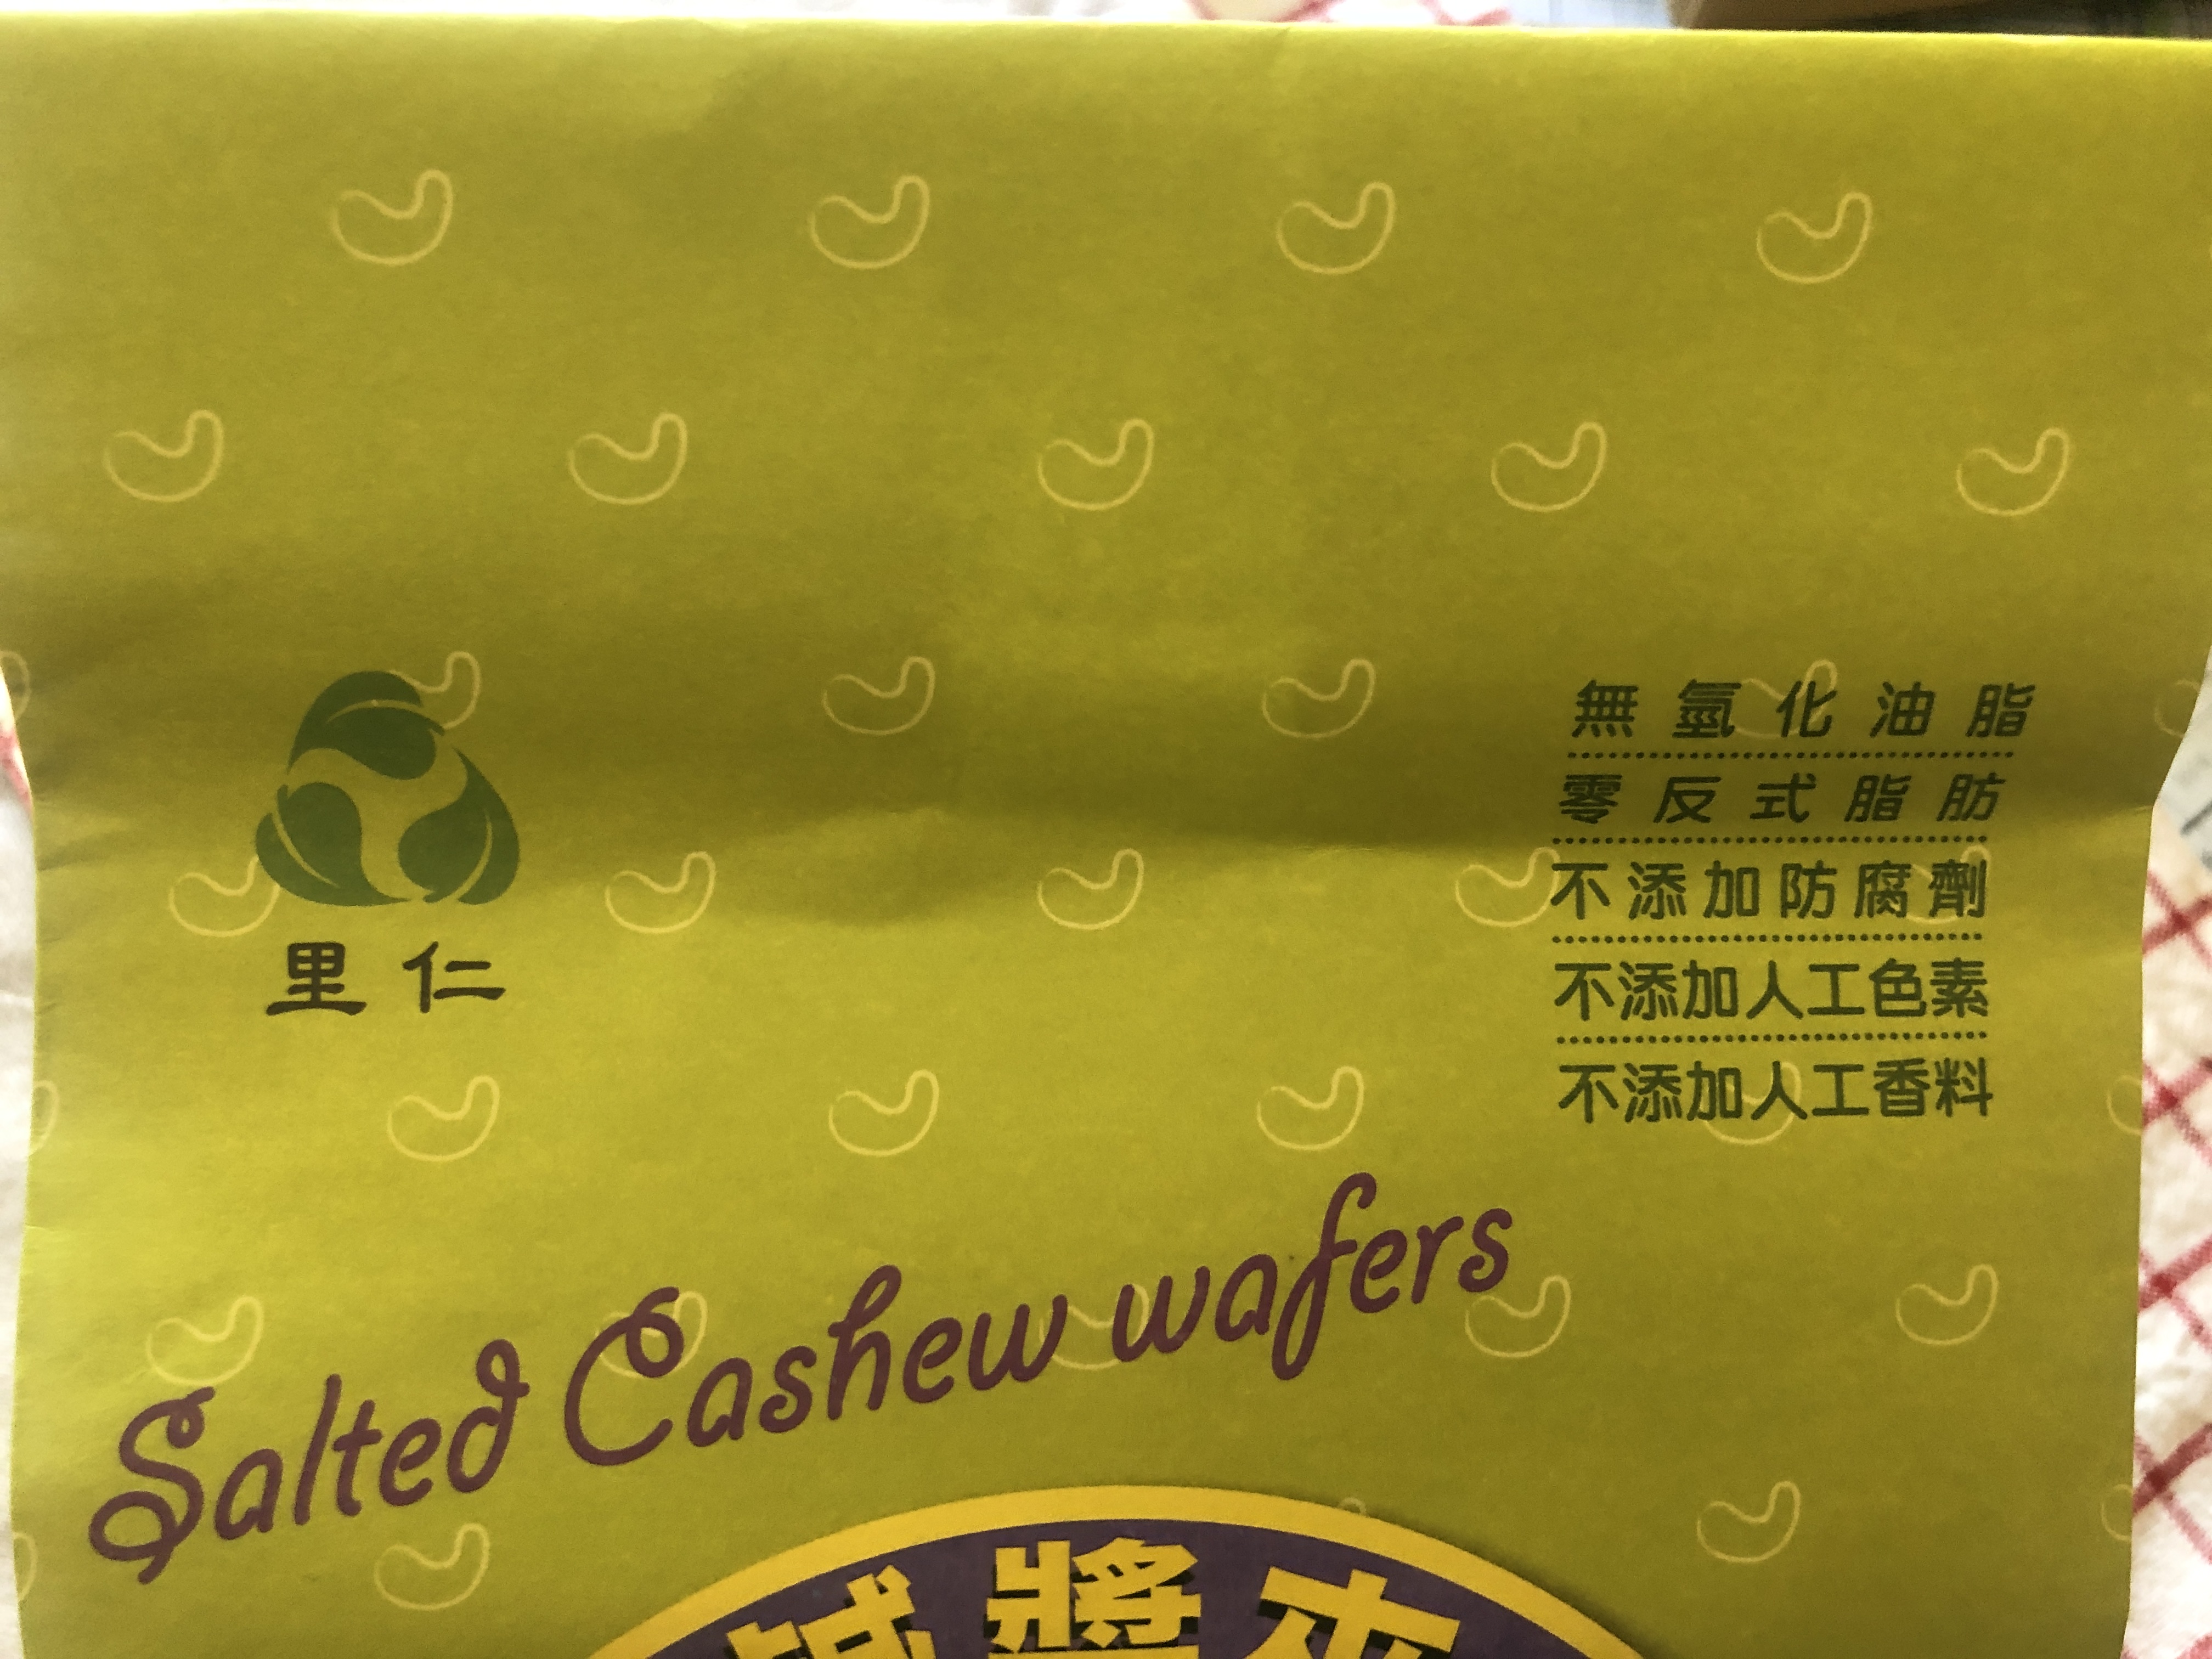 里仁
無氫化油脂
零反式脂肪
不添加防腐劑
不添加人工色素
不添加人工香料
Salted Cashew wafers